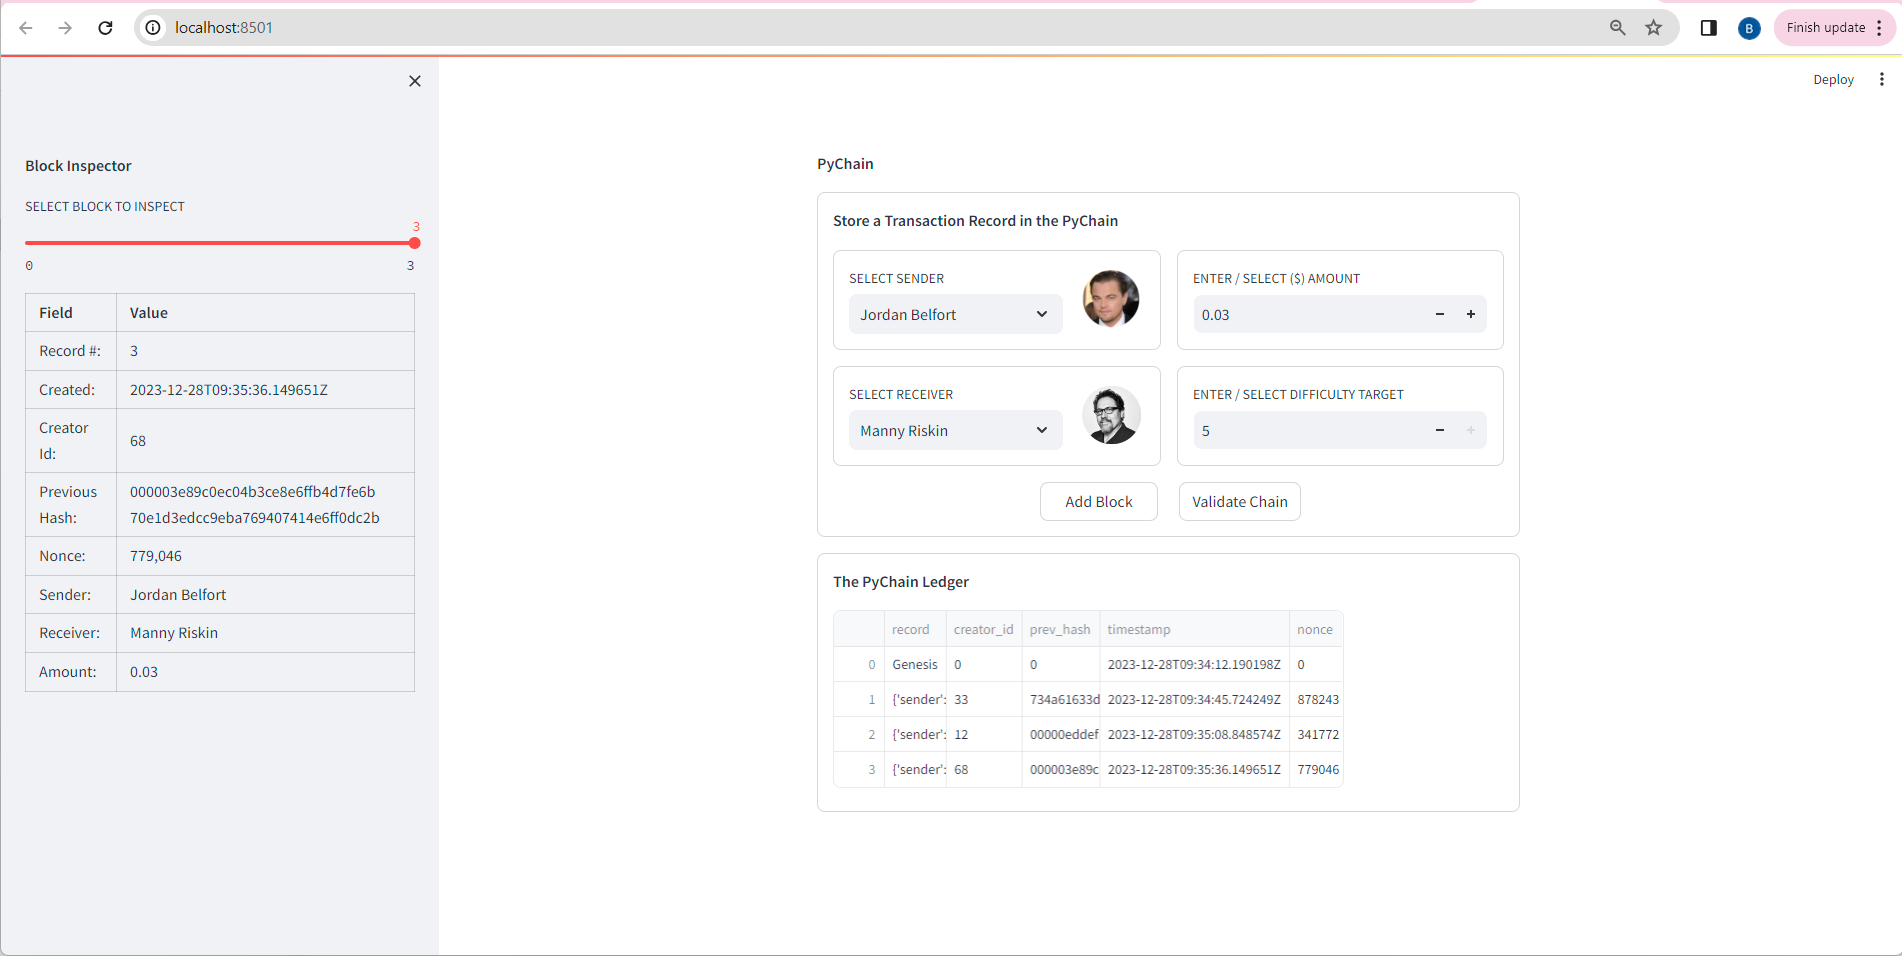 localhost:8501
B
Finish update
Deploy
Block Inspector
SELECT BLOCK TO INSPECT
3
0 3
Field Value
Record #: 3
Created: 2023-12-28T09:35:36.149651Z
Creator
Id:
68
Previous
Hash:
000003e89c0ec04b3ce8e6ffb4d7fe6b
70e1d3edcc9eba769407414e6ff0dc2b
Nonce: 779,046
Sender: Jordan Belfort
Receiver: Manny Riskin
Amount: 0.03
PyChain
Store a Transaction Record in the PyChain
SELECT SENDER
Jordan Belfort
ENTER / SELECT ($) AMOUNT
0.03
SELECT RECEIVER
Manny Riskin
ENTER / SELECT DIFFICULTY TARGET
5
Add Block Validate Chain
The PyChain Ledger
record creator_id prev_hash timestamp nonce
0 Genesis 0 0 2023-12-28T09:34:12.190198Z 0
1 {'sender': 33 734a61633d 2023-12-28T09:34:45.724249Z 878243
2 {'sender': 12 00000eddef 2023-12-28T09:35:08.848574Z 341772
3 {'sender': 68 000003e89c 2023-12-28T09:35:36.149651Z 779046